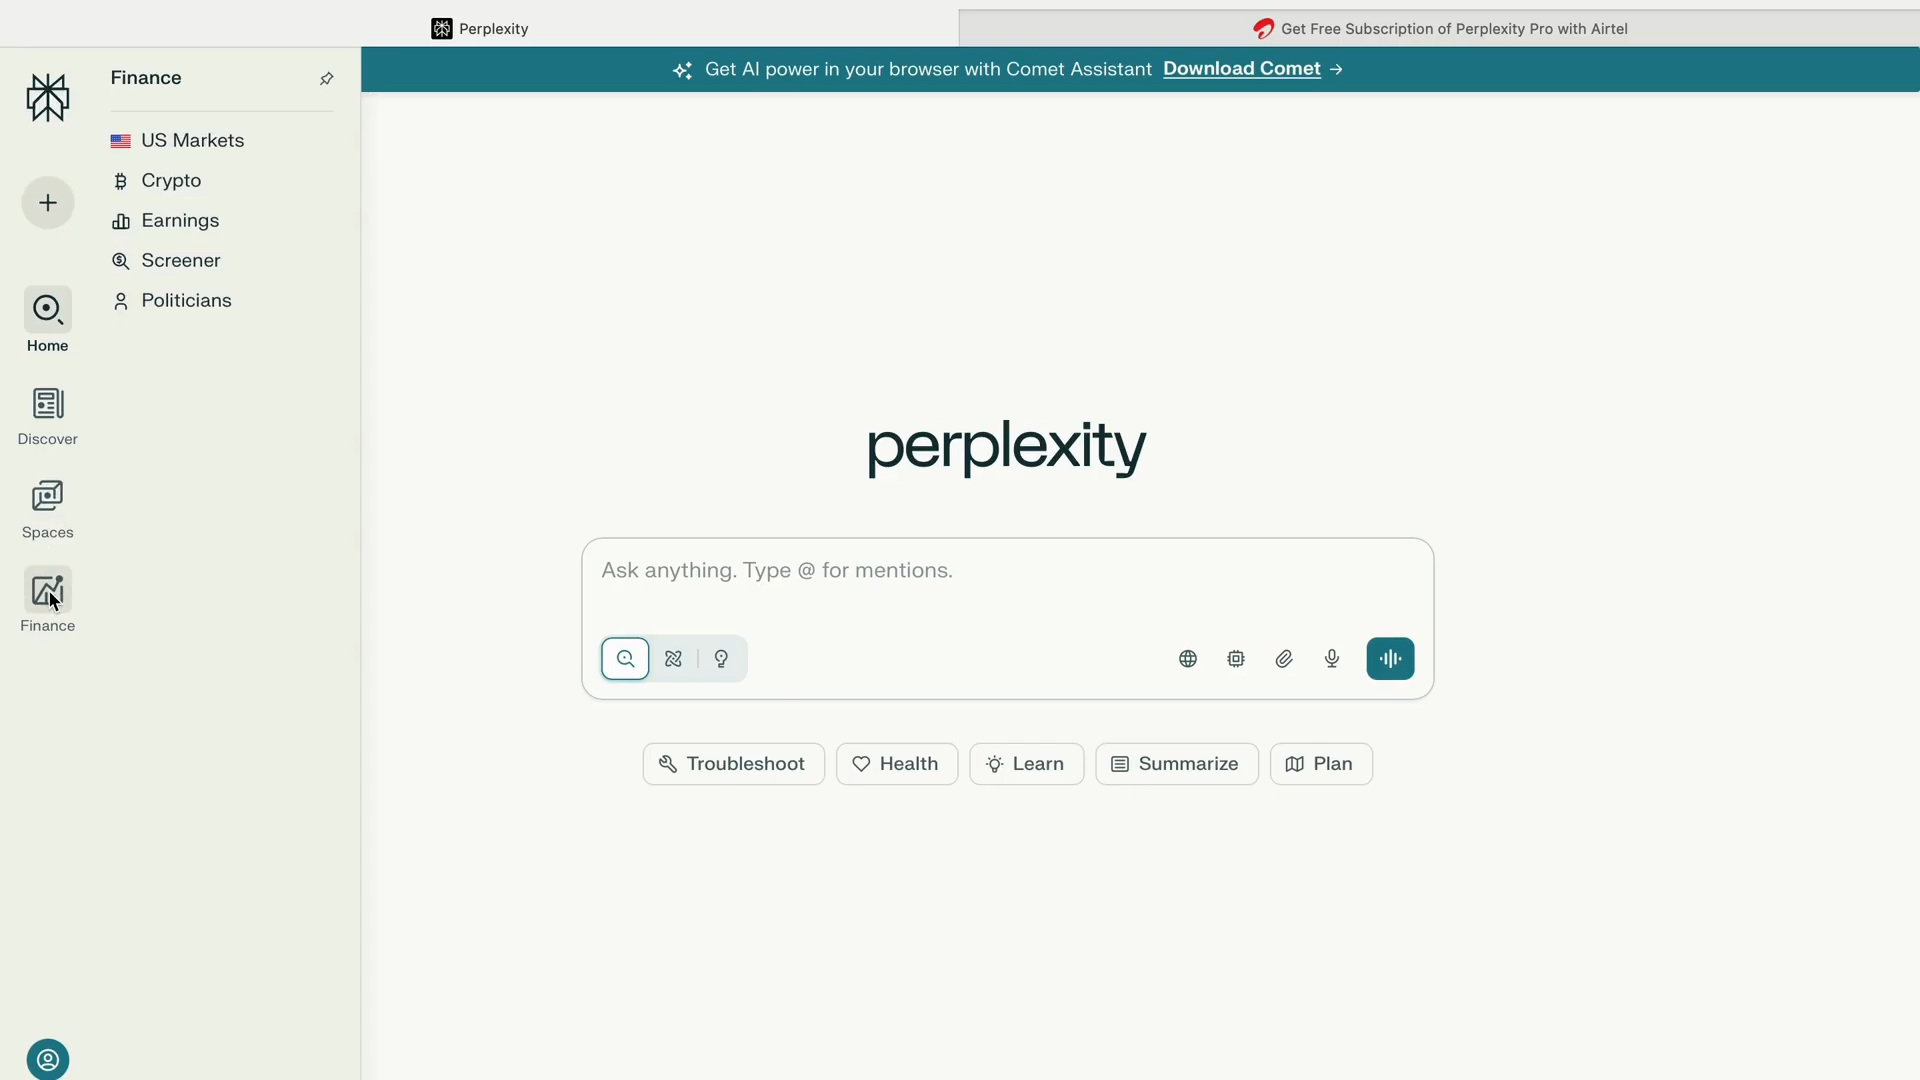 Perplexity
Get Free Subscription of Perplexity Pro with Airtel
Get AI power in your browser with Comet Assistant Download Comet →
Finance
US Markets
Crypto
Earnings
Screener
Politicians
Home
Discover
Spaces
Finance
perplexity
Ask anything. Type @ for mentions.
Troubleshoot
Health
Learn
Summarize
Plan